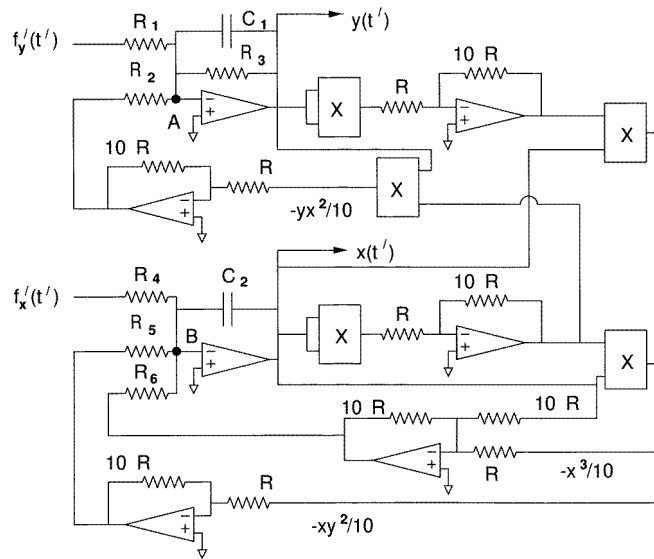 f_y′(t′) R₁ C₁ y(t′)
R₂ R₃ 10 R
A − + X R − + X
10 R R X
− + -yx²/10
f_x′(t′) R₄ C₂ x(t′)
R₅ 10 R
B − + X R − + X
R₆
10 R 10 R
− + R -x³/10
10 R R
− + -xy²/10